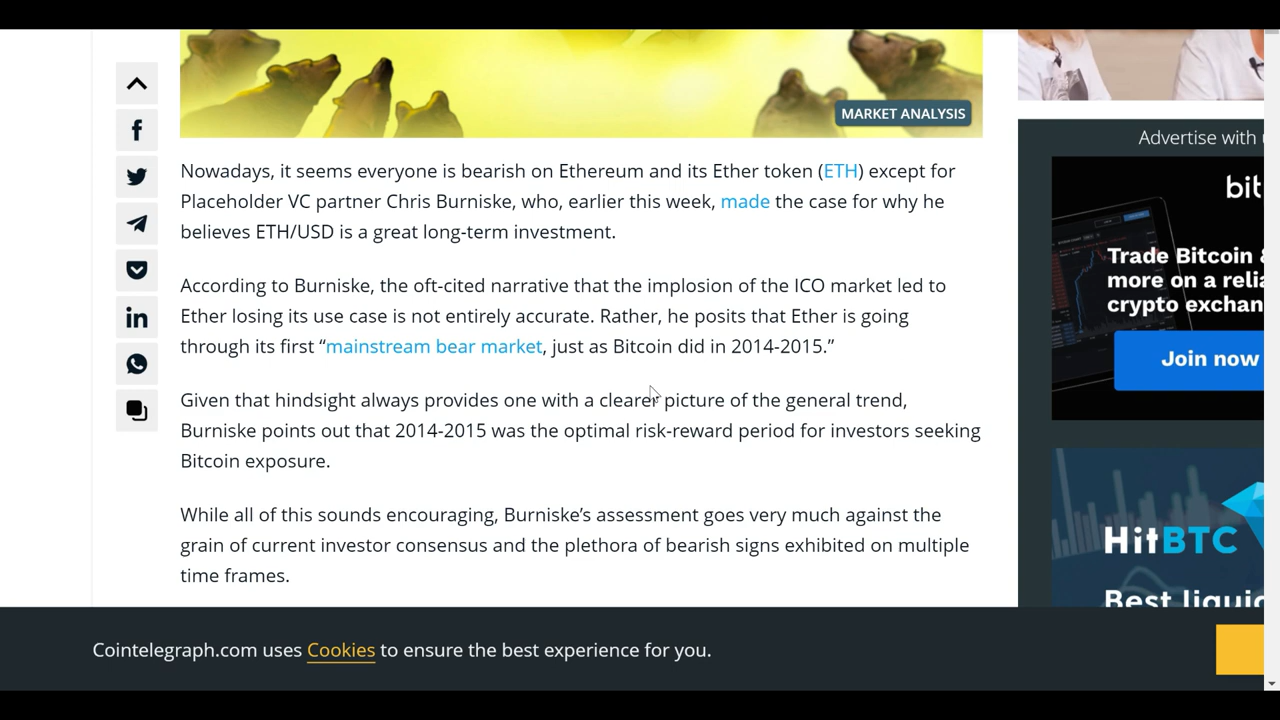 MARKET ANALYSIS
Nowadays, it seems everyone is bearish on Ethereum and its Ether token (ETH) except for
Placeholder VC partner Chris Burniske, who, earlier this week, made the case for why he
believes ETH/USD is a great long-term investment.
According to Burniske, the oft-cited narrative that the implosion of the ICO market led to
Ether losing its use case is not entirely accurate. Rather, he posits that Ether is going
through its first “mainstream bear market, just as Bitcoin did in 2014-2015.”
Given that hindsight always provides one with a clearer picture of the general trend,
Burniske points out that 2014-2015 was the optimal risk-reward period for investors seeking
Bitcoin exposure.
While all of this sounds encouraging, Burniske’s assessment goes very much against the
grain of current investor consensus and the plethora of bearish signs exhibited on multiple
time frames.
Advertise with
bit
Trade Bitcoin &
more on a relia
crypto exchan
Join now
HitBTC
Best liquid
Cointelegraph.com uses Cookies to ensure the best experience for you.